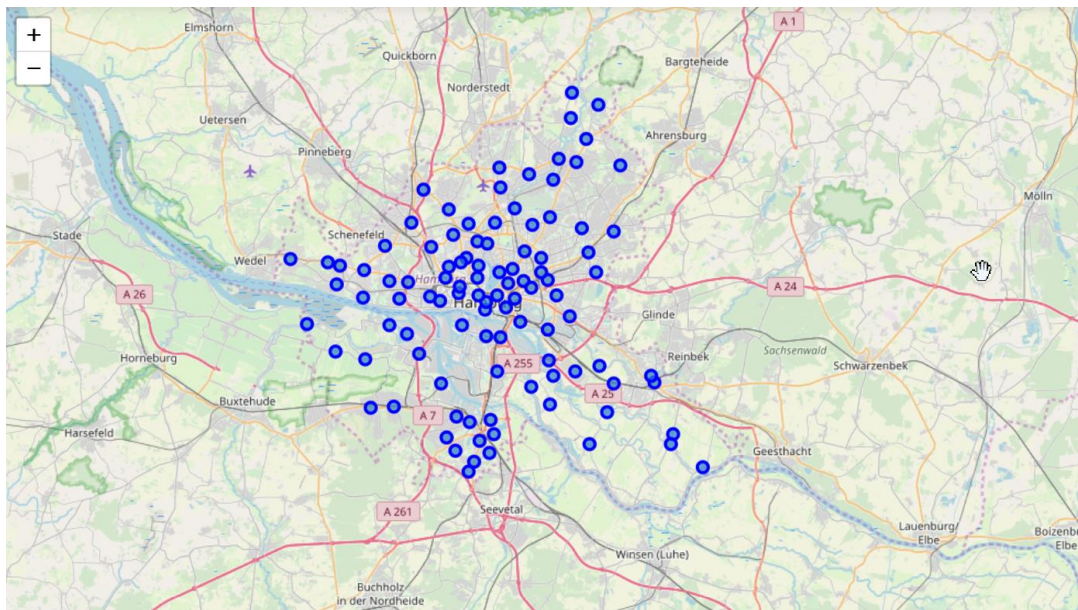 +
−
Elmshorn
A 1
Quickborn
Bargteheide
Norderstedt
Uetersen
Ahrensburg
Pinneberg
Mölln
Stade
Schenefeld
Wedel
A 26
A 24
Glinde
Sachsenwald
Horneburg
Reinbek
A 255
Schwarzenbek
A 25
Buxtehude
A 7
Harsefeld
Geesthacht
A 261
Seevetal
Lauenburg/
Elbe
Boizenb
Elbe
Winsen (Luhe)
Buchholz
in der Nordheide